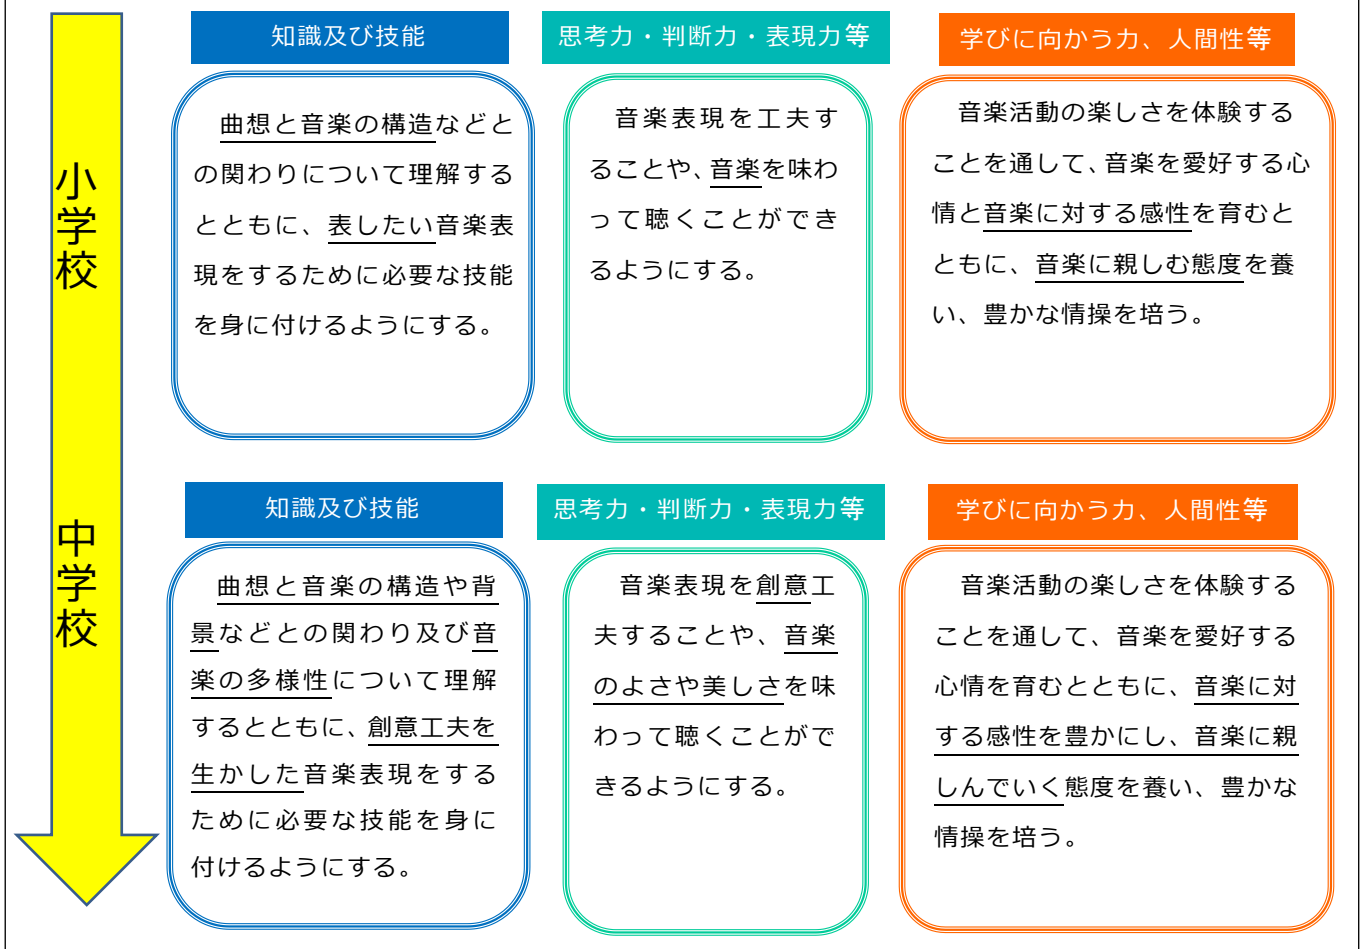 小学校
知識及び技能
曲想と音楽の構造などと
の関わりについて理解する
とともに、表したい音楽表
現をするために必要な技能
を身に付けるようにする。
思考力・判断力・表現力等
音楽表現を工夫す
ることや、音楽を味わ
って聴くことができ
るようにする。
学びに向かう力、人間性等
音楽活動の楽しさを体験する
ことを通して、音楽を愛好する心
情と音楽に対する感性を育むと
ともに、音楽に親しむ態度を養
い、豊かな情操を培う。
中学校
知識及び技能
曲想と音楽の構造や背
景などとの関わり及び音
楽の多様性について理解
するとともに、創意工夫を
生かした音楽表現をする
ために必要な技能を身に
付けるようにする。
思考力・判断力・表現力等
音楽表現を創意工
夫することや、音楽
のよさや美しさを味
わって聴くことがで
きるようにする。
学びに向かう力、人間性等
音楽活動の楽しさを体験する
ことを通して、音楽を愛好する
心情を育むとともに、音楽に対
する感性を豊かにし、音楽に親
しんでいく態度を養い、豊かな
情操を培う。